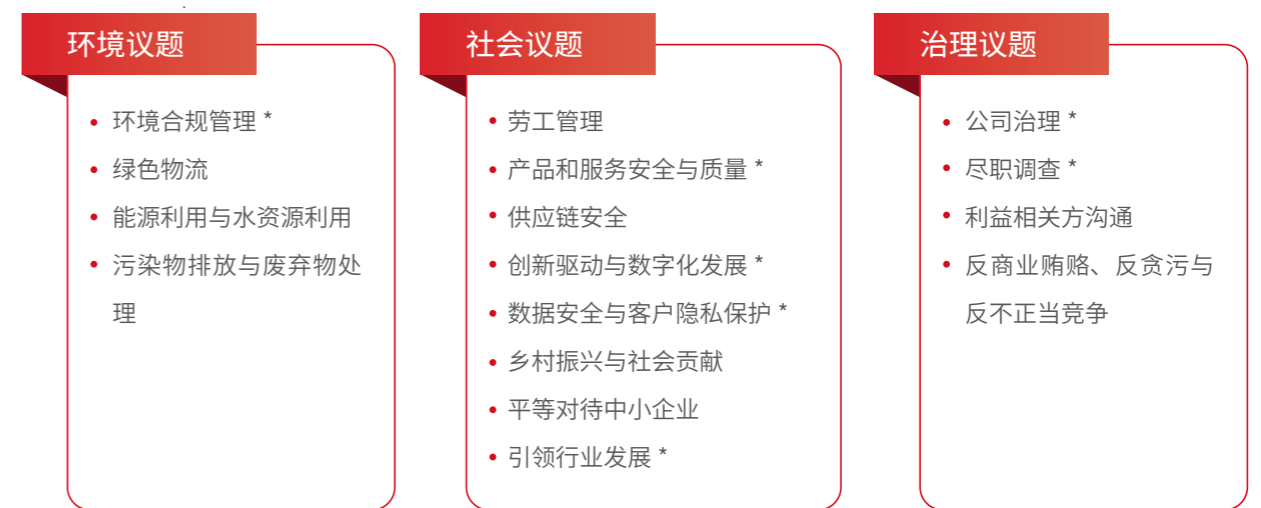 环境议题
• 环境合规管理 *
• 绿色物流
• 能源利用与水资源利用
• 污染物排放与废弃物处
理
社会议题
• 劳工管理
• 产品和服务安全与质量 *
• 供应链安全
• 创新驱动与数字化发展 *
• 数据安全与客户隐私保护 *
• 乡村振兴与社会贡献
• 平等对待中小企业
• 引领行业发展 *
治理议题
• 公司治理 *
• 尽职调查 *
• 利益相关方沟通
• 反商业贿赂、反贪污与
反不正当竞争